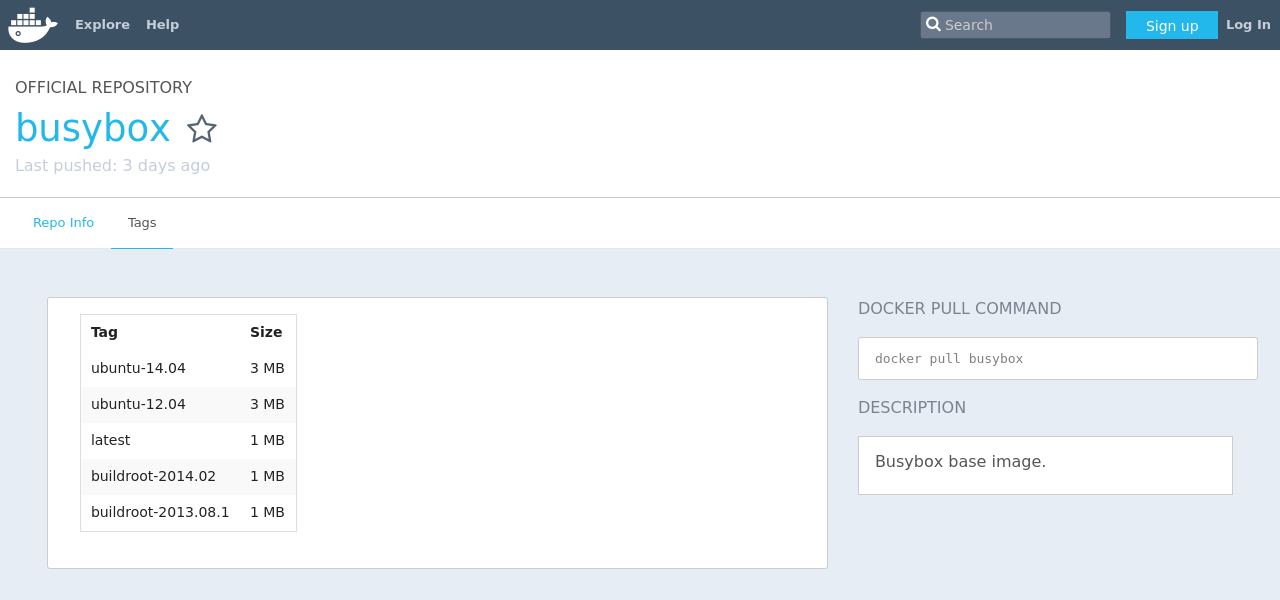 Explore Help Search Sign up Log In
OFFICIAL REPOSITORY
busybox
Last pushed: 3 days ago
Repo Info Tags
Tag Size
ubuntu-14.04 3 MB
ubuntu-12.04 3 MB
latest 1 MB
buildroot-2014.02 1 MB
buildroot-2013.08.1 1 MB
DOCKER PULL COMMAND
docker pull busybox
DESCRIPTION
Busybox base image.